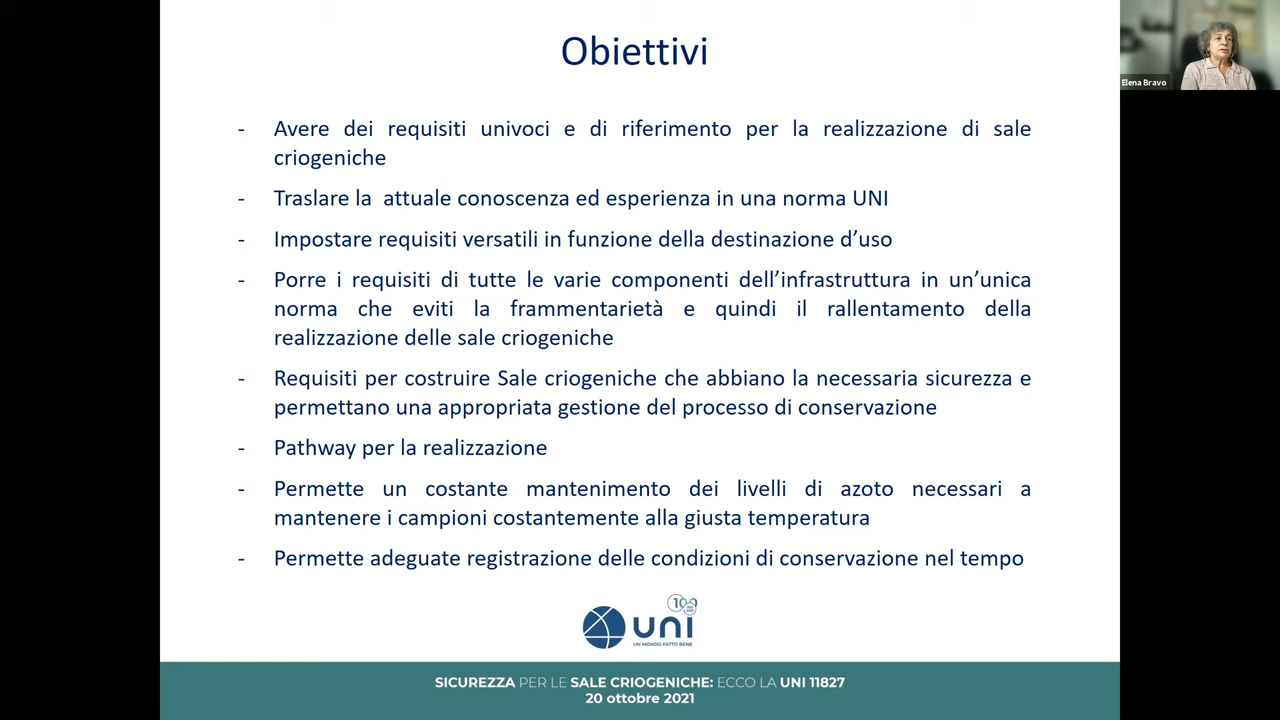 Obiettivi
Elena Bravo
- Avere dei requisiti univoci e di riferimento per la realizzazione di sale
criogeniche
- Traslare la attuale conoscenza ed esperienza in una norma UNI
- Impostare requisiti versatili in funzione della destinazione d'uso
- Porre i requisiti di tutte le varie componenti dell'infrastruttura in un'unica
norma che eviti la frammentarietà e quindi il rallentamento della
realizzazione delle sale criogeniche
- Requisiti per costruire Sale criogeniche che abbiano la necessaria sicurezza e
permettano una appropriata gestione del processo di conservazione
- Pathway per la realizzazione
- Permette un costante mantenimento dei livelli di azoto necessari a
mantenere i campioni costantemente alla giusta temperatura
- Permette adeguate registrazione delle condizioni di conservazione nel tempo
100
uni
UN MONDO FATTO BENE
SICUREZZA PER LE SALE CRIOGENICHE: ECCO LA UNI 11827
20 ottobre 2021